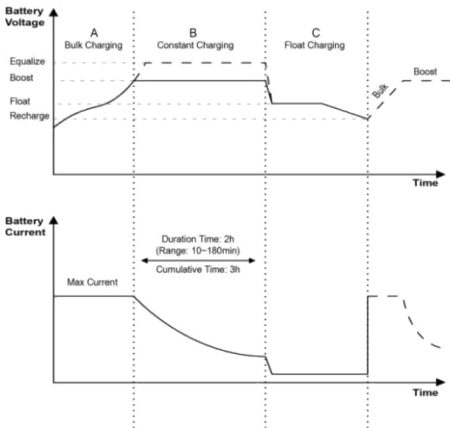 Battery
Voltage
A
Bulk Charging
B
Constant Charging
C
Float Charging
Equalize
Boost
Float
Recharge
Bulk
Boost
Time
Battery
Current
Max Current
Duration Time: 2h
(Range: 10~180min)
Cumulative Time: 3h
Time